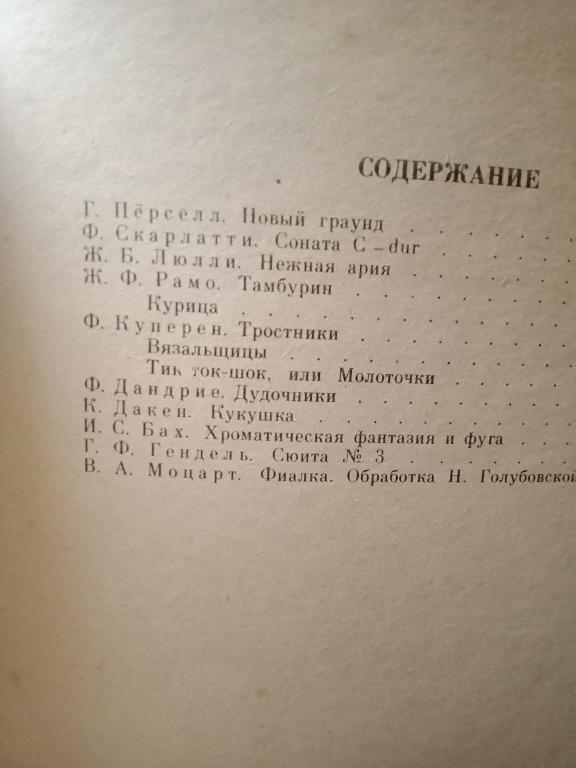 СОДЕРЖАНИЕ
Г. Пёрселл. Новый граунд . . . . . .
Ф. Скарлатти. Соната C-dur . . . . .
Ж. Б. Люлли. Нежная ария . . . . . .
Ж. Ф. Рамо. Тамбурин . . . . . . . .
Курица . . . . . . . . . . . .
Ф. Куперен. Тростники . . . . . . . .
Вязальщицы . . . . . . . . . .
Тик ток-шок, или Молоточки . . . . .
Ф. Дандрие. Дудочники . . . . . . . .
К. Дакен. Кукушка . . . . . . . . .
И. С. Бах. Хроматическая фантазия и фуга . . .
Г. Ф. Гендель. Сюита № 3 . . . . . .
В. А. Моцарт. Фиалка. Обработка Н. Голубовской